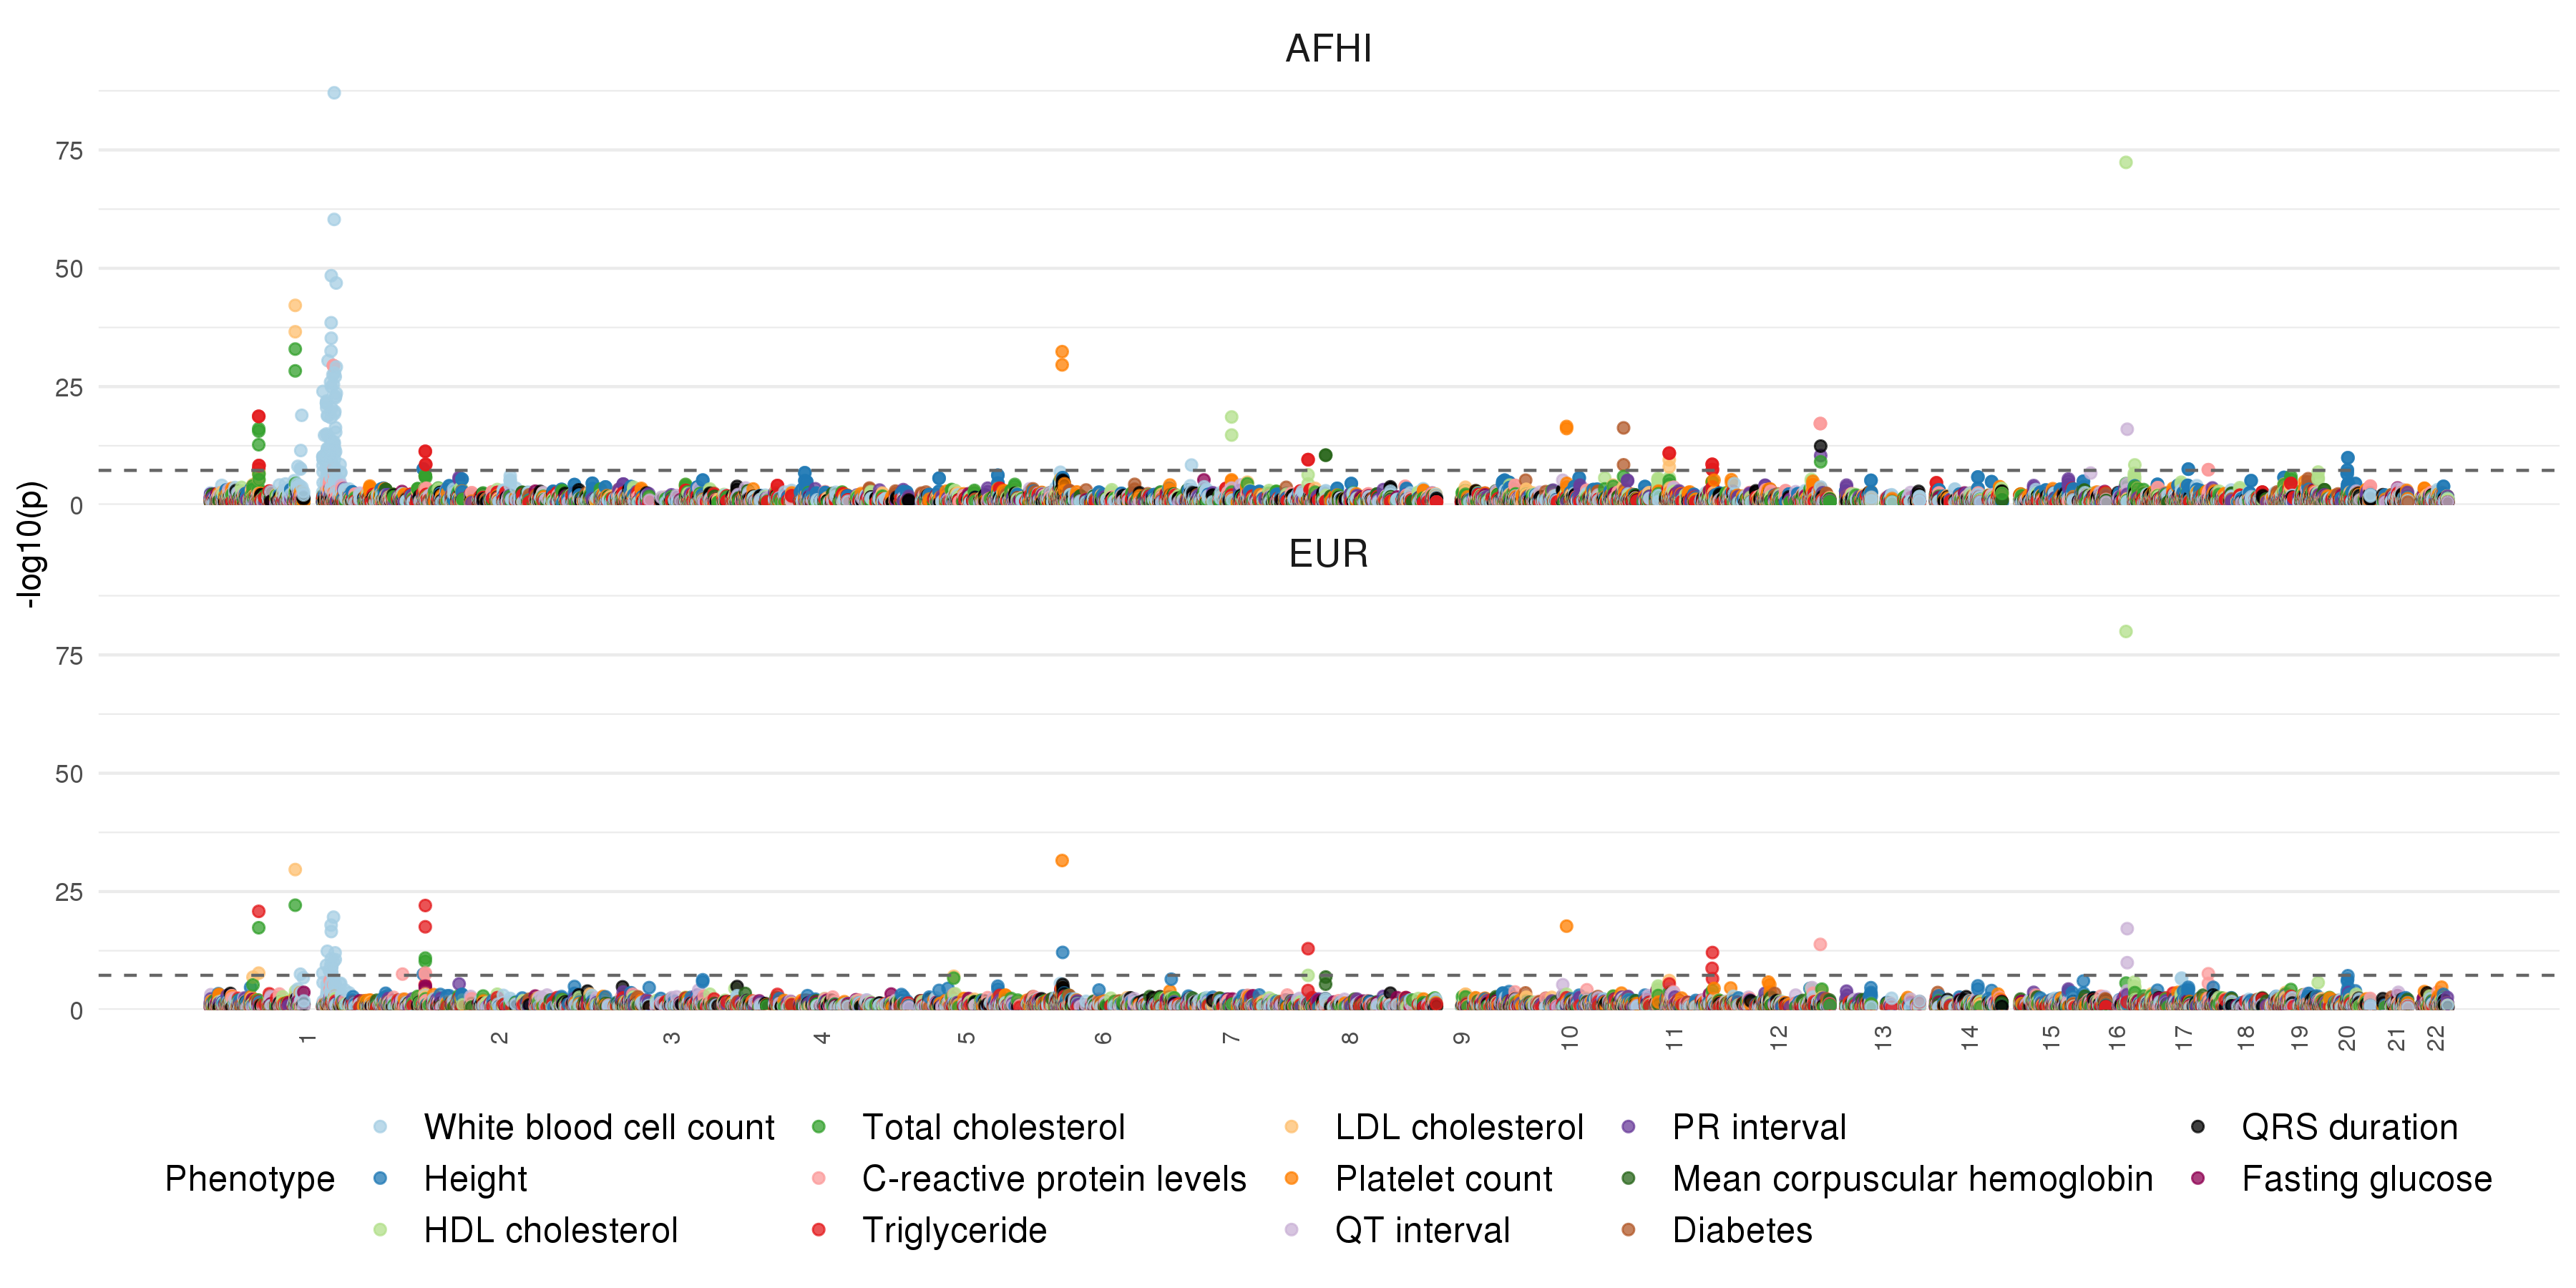 AFHI
75
50
25
0
-log10(p)
EUR
75
50
25
0
1 2 3 4 5 6 7 8 9 10 11 12 13 14 15 16 17 18 19 20 21 22
White blood cell count Total cholesterol LDL cholesterol PR interval QRS duration
Phenotype Height C-reactive protein levels Platelet count Mean corpuscular hemoglobin Fasting glucose
HDL cholesterol Triglyceride QT interval Diabetes